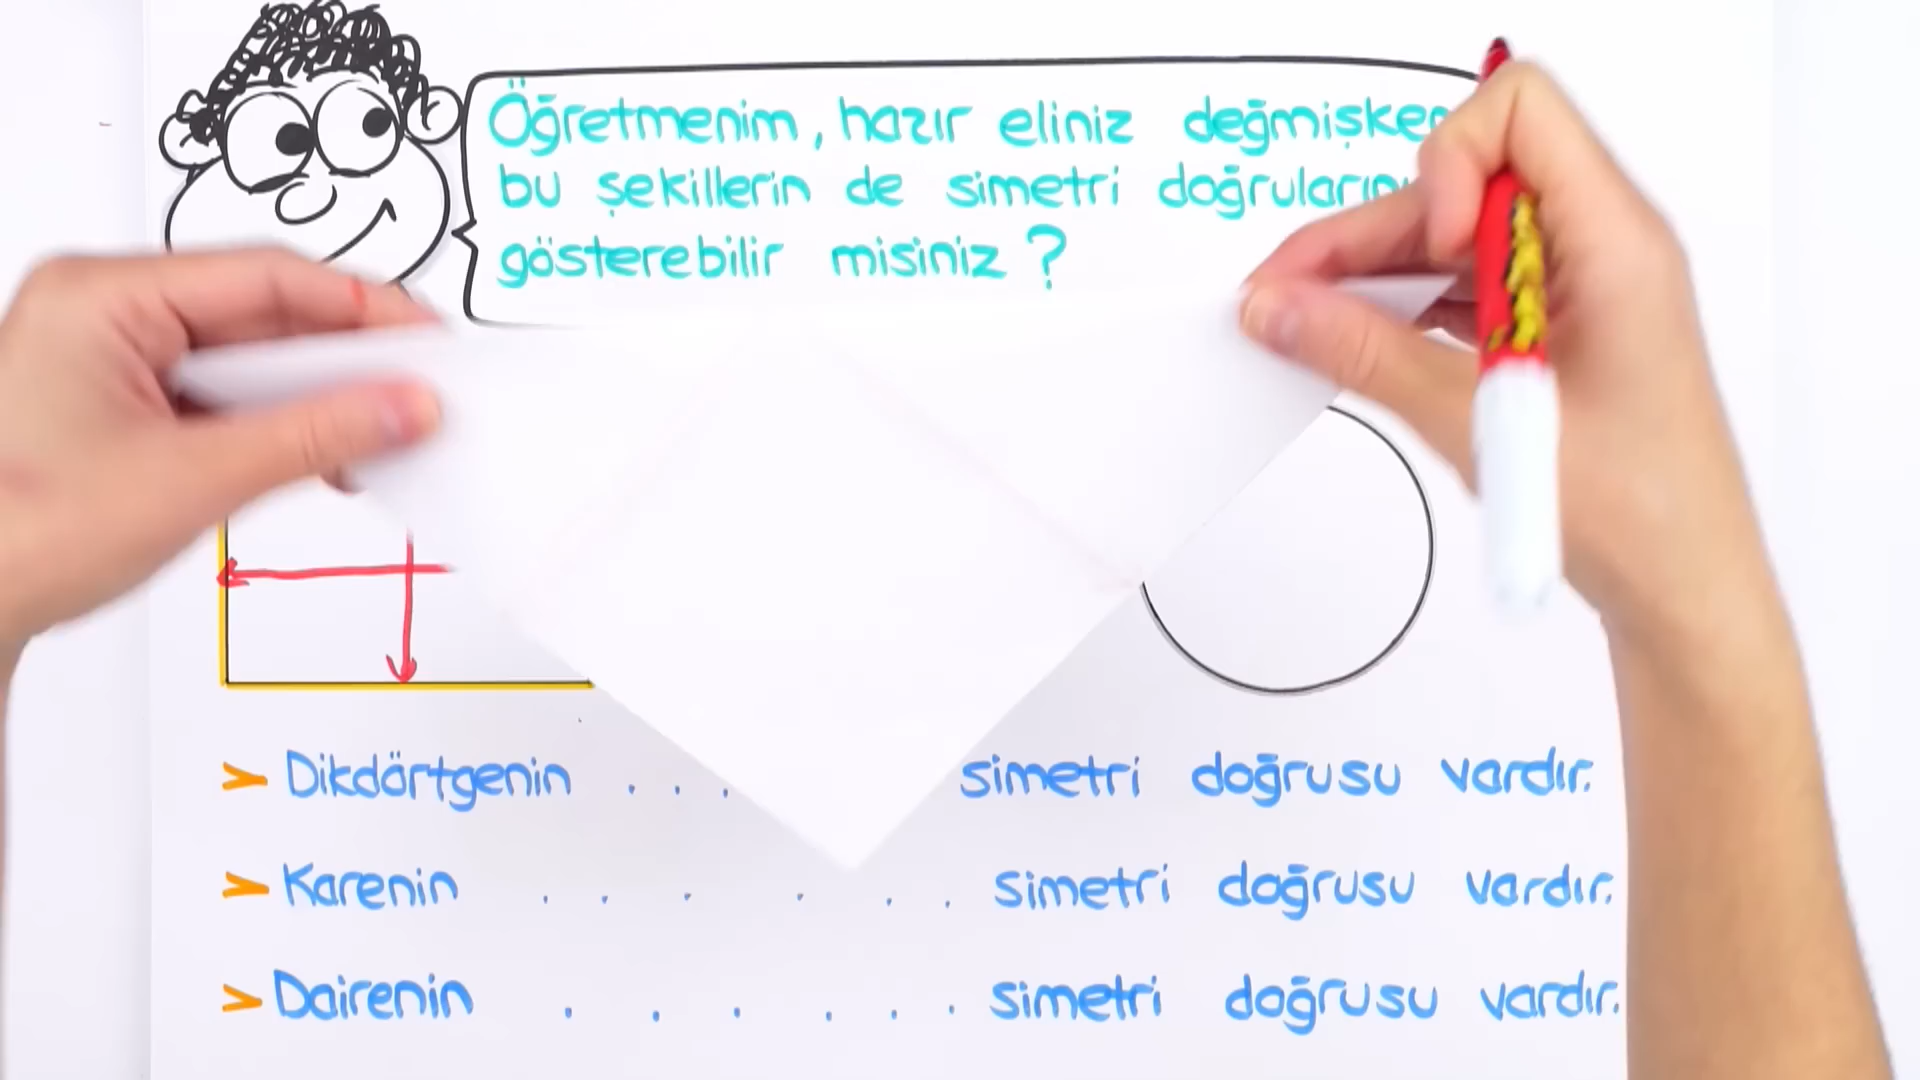 Öğretmenim, hazır eliniz değmişken
bu şekillerin de simetri doğrularını
gösterebilir misiniz?
> Dikdörtgenin . . . simetri doğrusu vardır.
> Karenin . . . . . . simetri doğrusu vardır.
> Dairenin . . . . . . simetri doğrusu vardır.